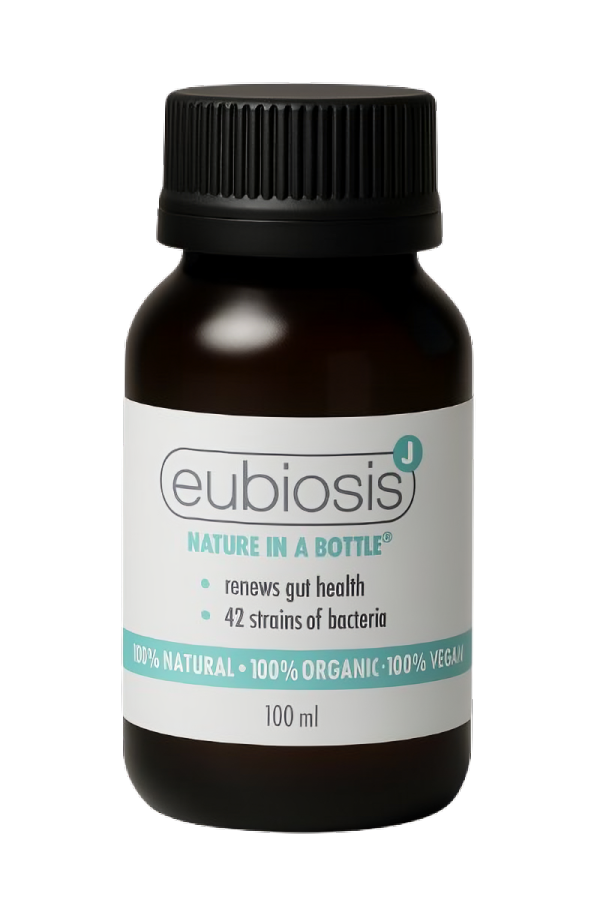 J
eubiosis
NATURE IN A BOTTLE®
• renews gut health
• 42 strains of bacteria
100% NATURAL • 100% ORGANIC · 100% VEGAN
100 ml